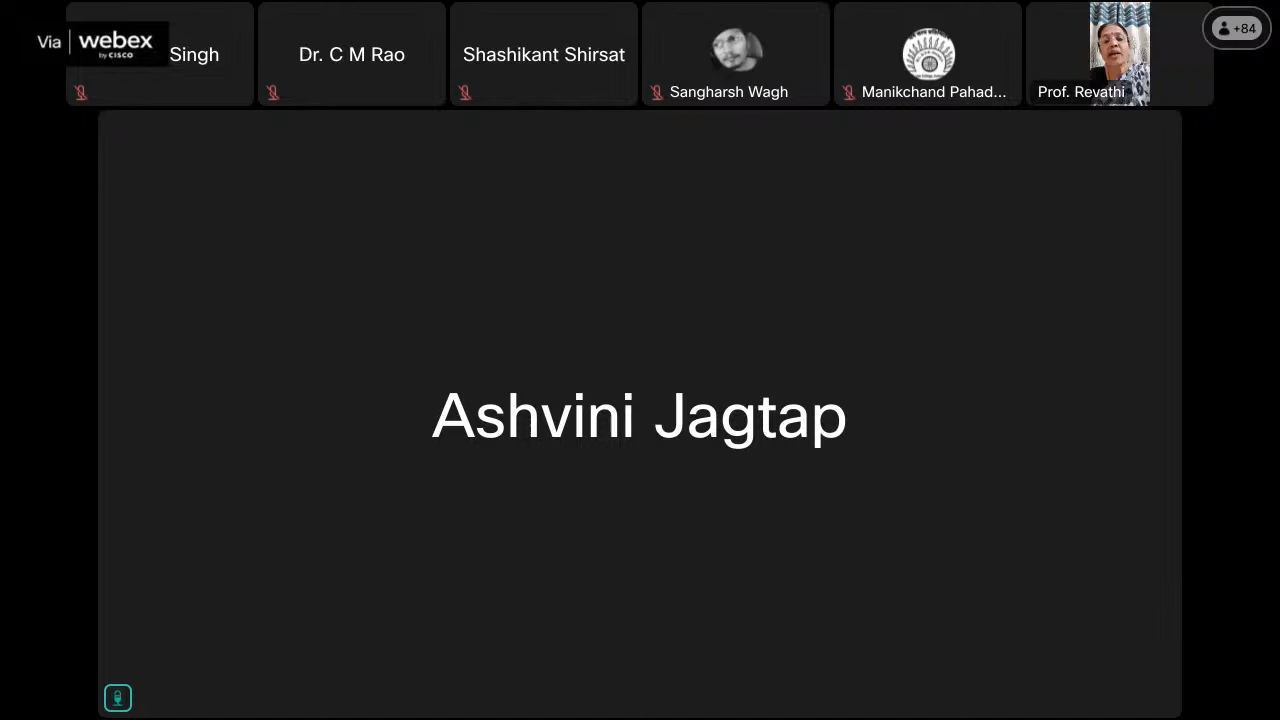 Via webex
by CISCO
Singh
Dr. C M Rao
Shashikant Shirsat
Sangharsh Wagh
Manikchand Pahad...
Prof. Revathi
+84
Ashvini Jagtap